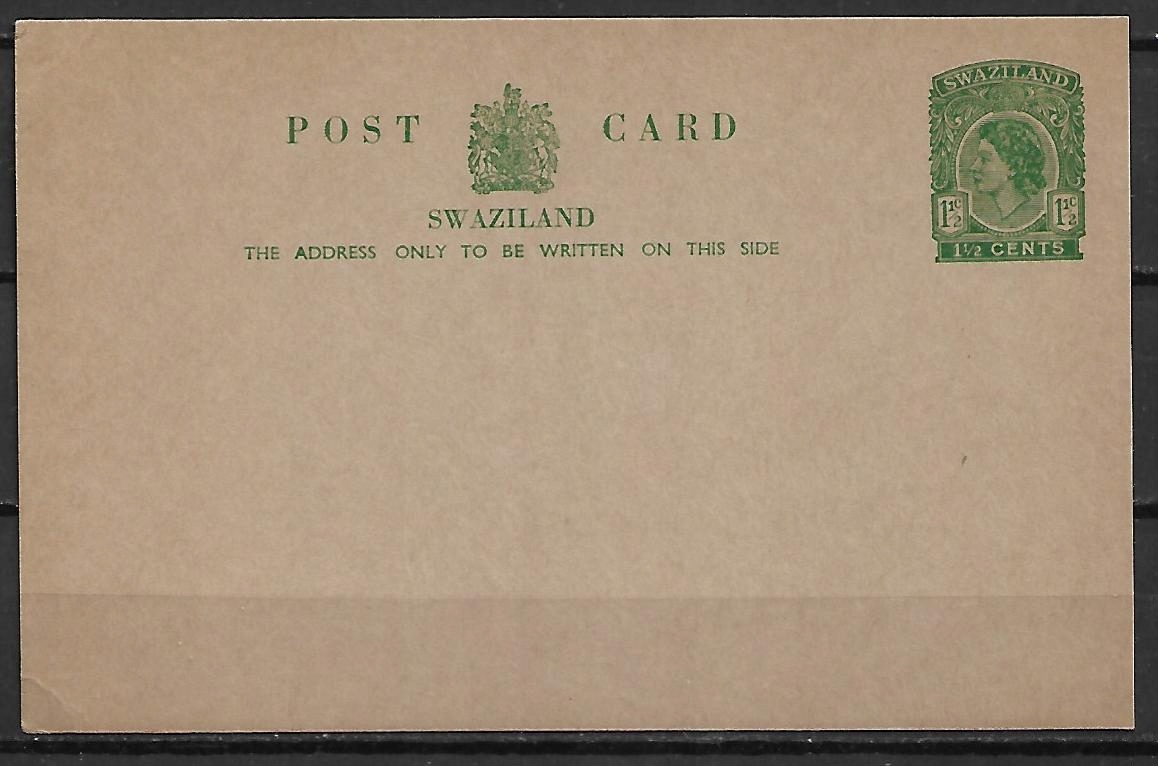 POST CARD
SWAZILAND
THE ADDRESS ONLY TO BE WRITTEN ON THIS SIDE
SWAZILAND
1½c 1½c
1½ CENTS